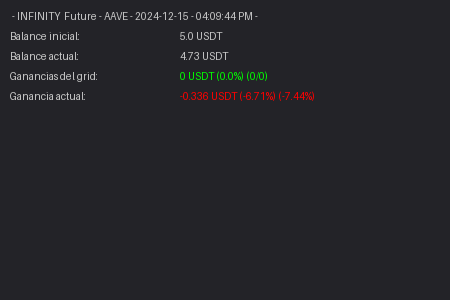 - INFINITY Future - AAVE - 2024-12-15 - 04:09:44 PM -
Balance inicial: 5.0 USDT
Balance actual: 4.73 USDT
Ganancias del grid: 0 USDT (0.0%) (0/0)
Ganancia actual: -0.336 USDT (-6.71%) (-7.44%)